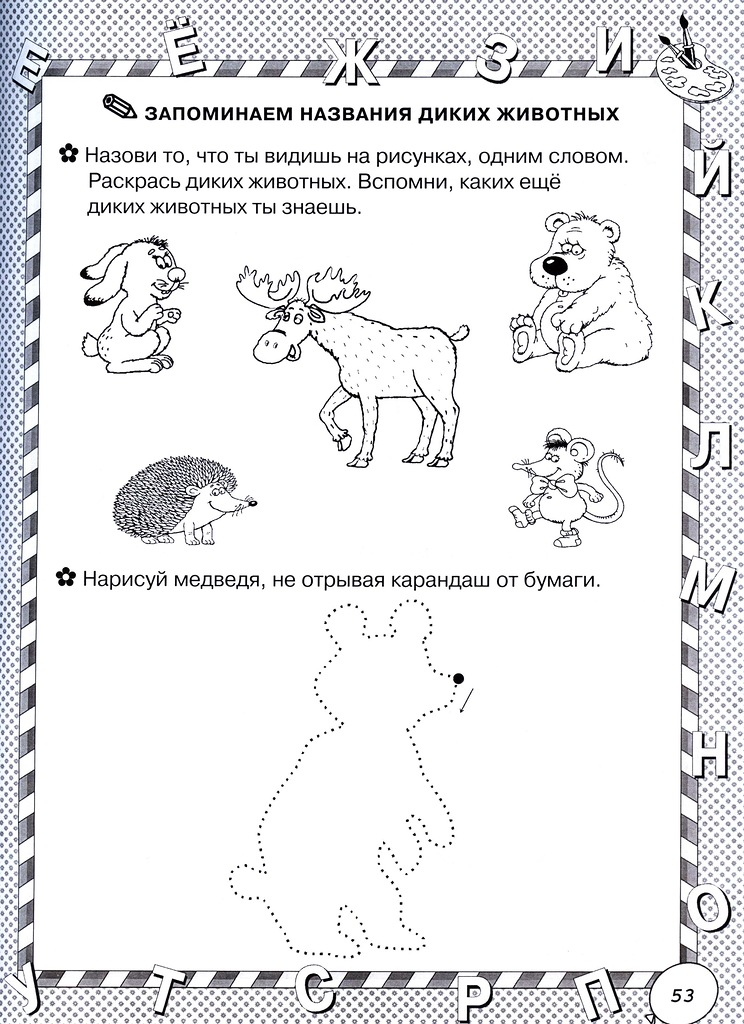 Е Ё Ж З И
Й
К
Л
М
Н
О
П
Р
С
Т
У
ЗАПОМИНАЕМ НАЗВАНИЯ ДИКИХ ЖИВОТНЫХ
Назови то, что ты видишь на рисунках, одним словом.
Раскрась диких животных. Вспомни, каких ещё
диких животных ты знаешь.
Нарисуй медведя, не отрывая карандаш от бумаги.
53